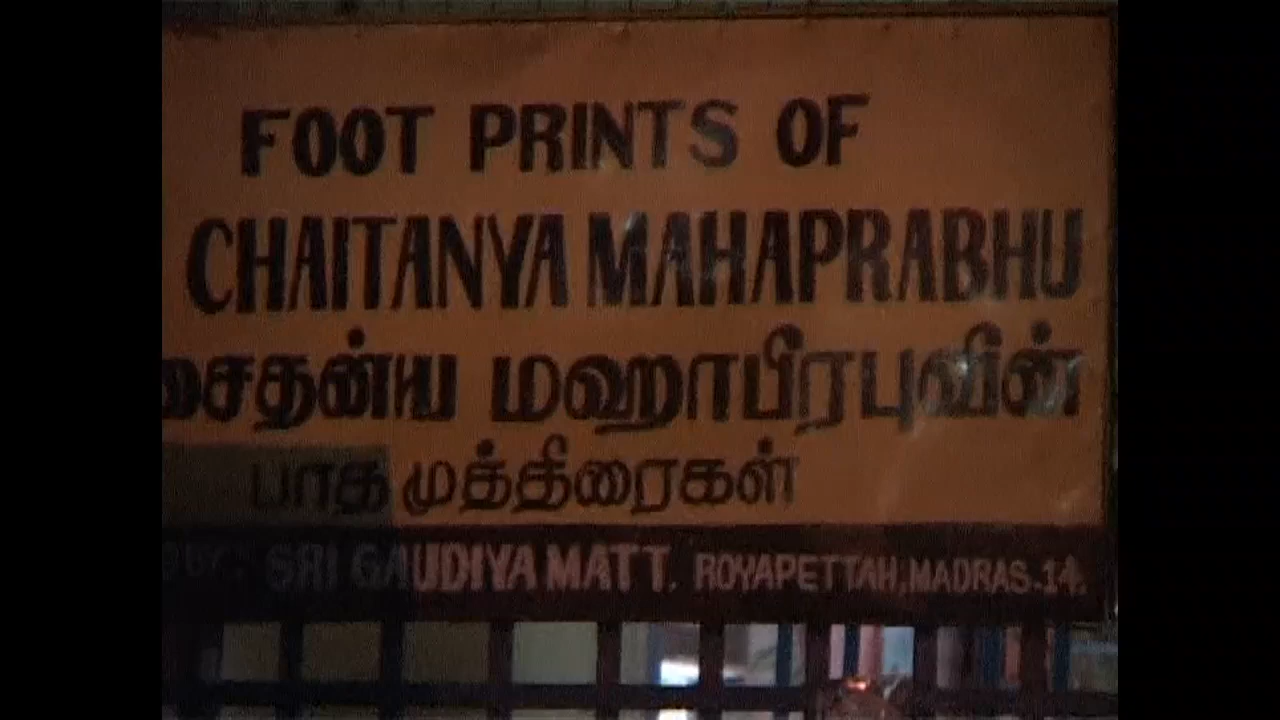 FOOT PRINTS OF
CHAITANYA MAHAPRABHU
சைதன்ய மஹாபிரபுவின்
பாத முத்திரைகள்
SRI GAUDIYA MATT. ROYAPETTAH, MADRAS.14.